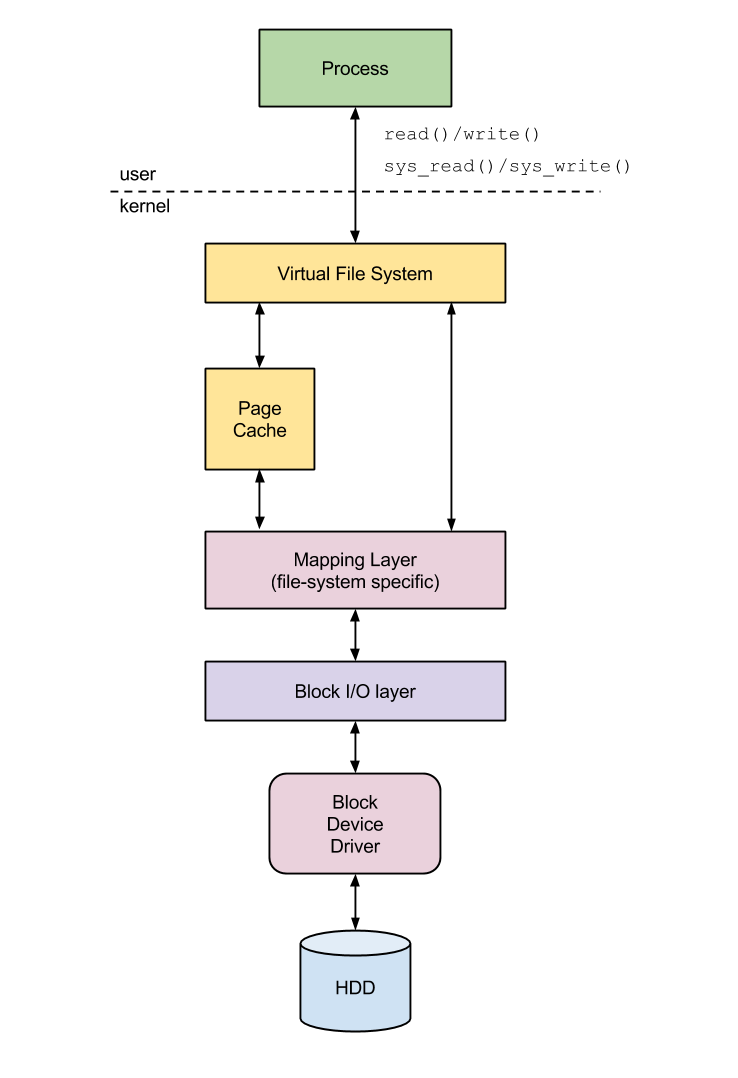 Process
read()/write()
sys_read()/sys_write()
user
kernel
Virtual File System
Page
Cache
Mapping Layer
(file-system specific)
Block I/O layer
Block
Device
Driver
HDD